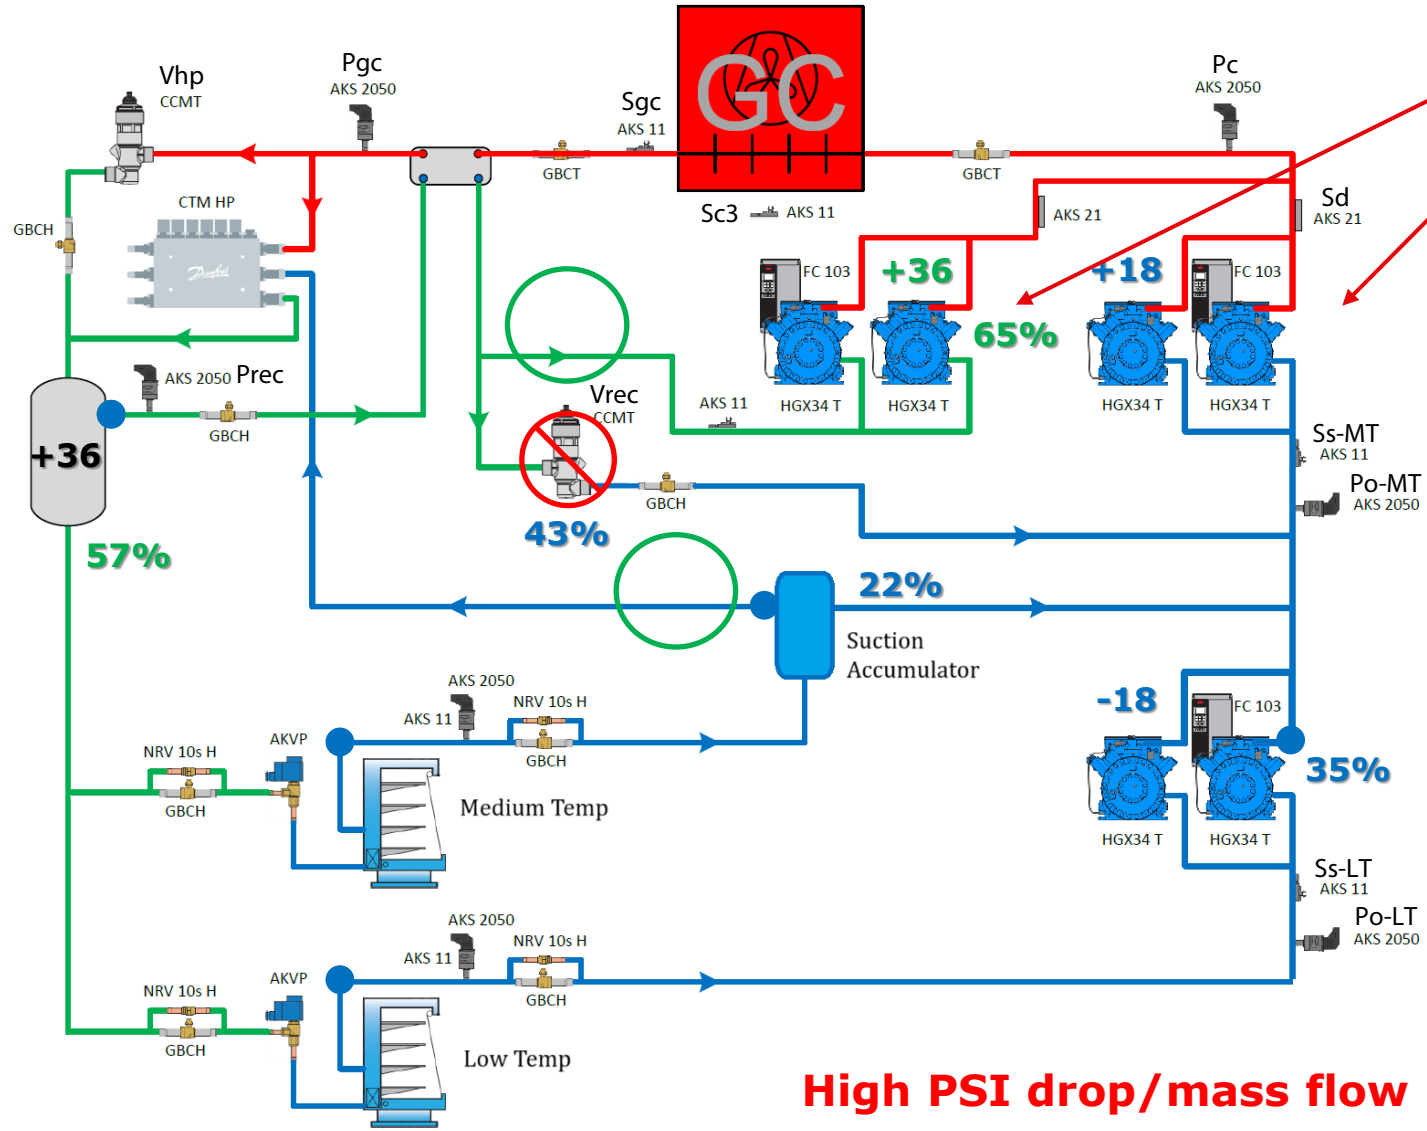 Vhp
CCMT
Pgc
AKS 2050
Sgc
AKS 11
GC
Pc
AKS 2050
GBCT
GBCT
CTM HP
GBCH
Danfoss
Sc3
AKS 11
AKS 21
Sd
AKS 21
FC 103
+36
+18
FC 103
65%
AKS 2050
Prec
GBCH
Vrec
CCMT
AKS 11
HGX34 T
HGX34 T
HGX34 T
HGX34 T
+36
Ss-MT
AKS 11
Po-MT
AKS 2050
GBCH
43%
57%
22%
Suction
Accumulator
AKS 2050
AKS 11
NRV 10s H
GBCH
-18
FC 103
35%
NRV 10s H
AKVP
GBCH
Medium Temp
HGX34 T
HGX34 T
Ss-LT
AKS 11
Po-LT
AKS 2050
AKS 2050
AKS 11
NRV 10s H
GBCH
NRV 10s H
AKVP
GBCH
Low Temp
High PSI drop/mass flow